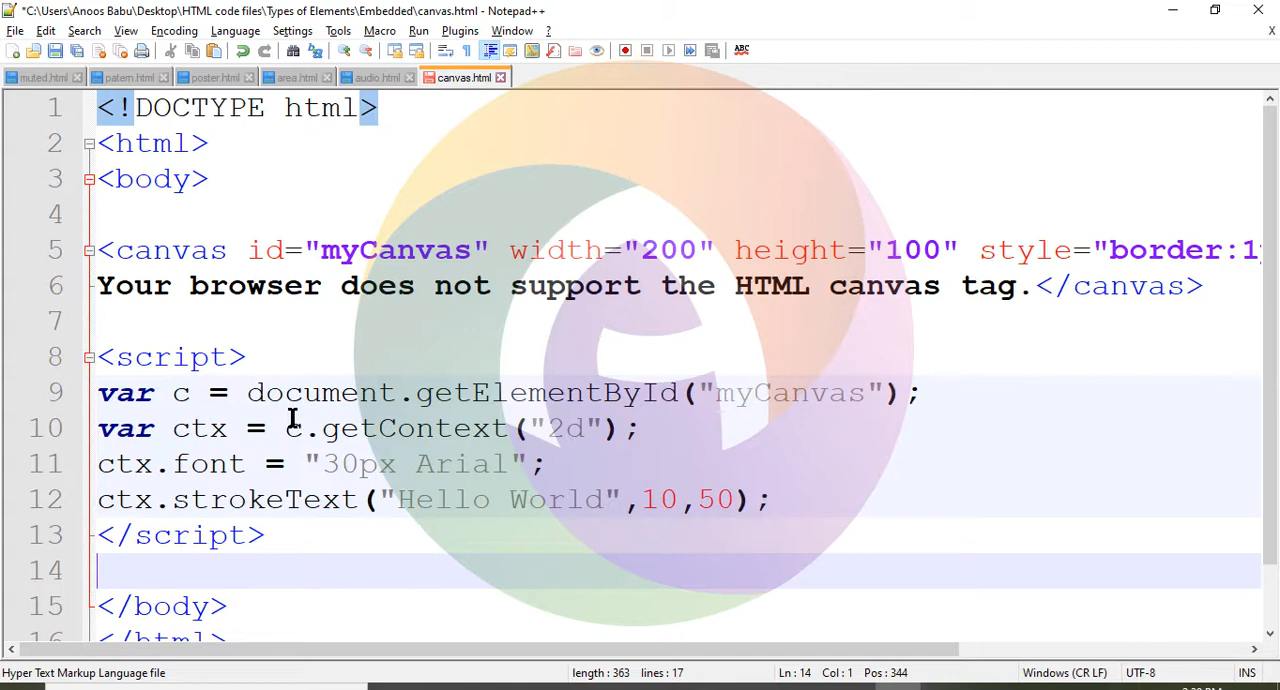 *C:\Users\Anoos Babu\Desktop\HTML code files\Types of Elements\Embedded\canvas.html - Notepad++
File Edit Search View Encoding Language Settings Tools Macro Run Plugins Window ? X
muted.html patern.html poster.html area.html audio.html canvas.html
1 <!DOCTYPE html>
2 <html>
3 <body>
4
5 <canvas id="myCanvas" width="200" height="100" style="border:1
6 Your browser does not support the HTML canvas tag.</canvas>
7
8 <script>
9 var c = document.getElementById("myCanvas");
10 var ctx = c.getContext("2d");
11 ctx.font = "30px Arial";
12 ctx.strokeText("Hello World",10,50);
13 </script>
14
15 </body>
16 </html>
Hyper Text Markup Language file length : 363 lines : 17 Ln : 14 Col : 1 Pos : 344 Windows (CR LF) UTF-8 INS